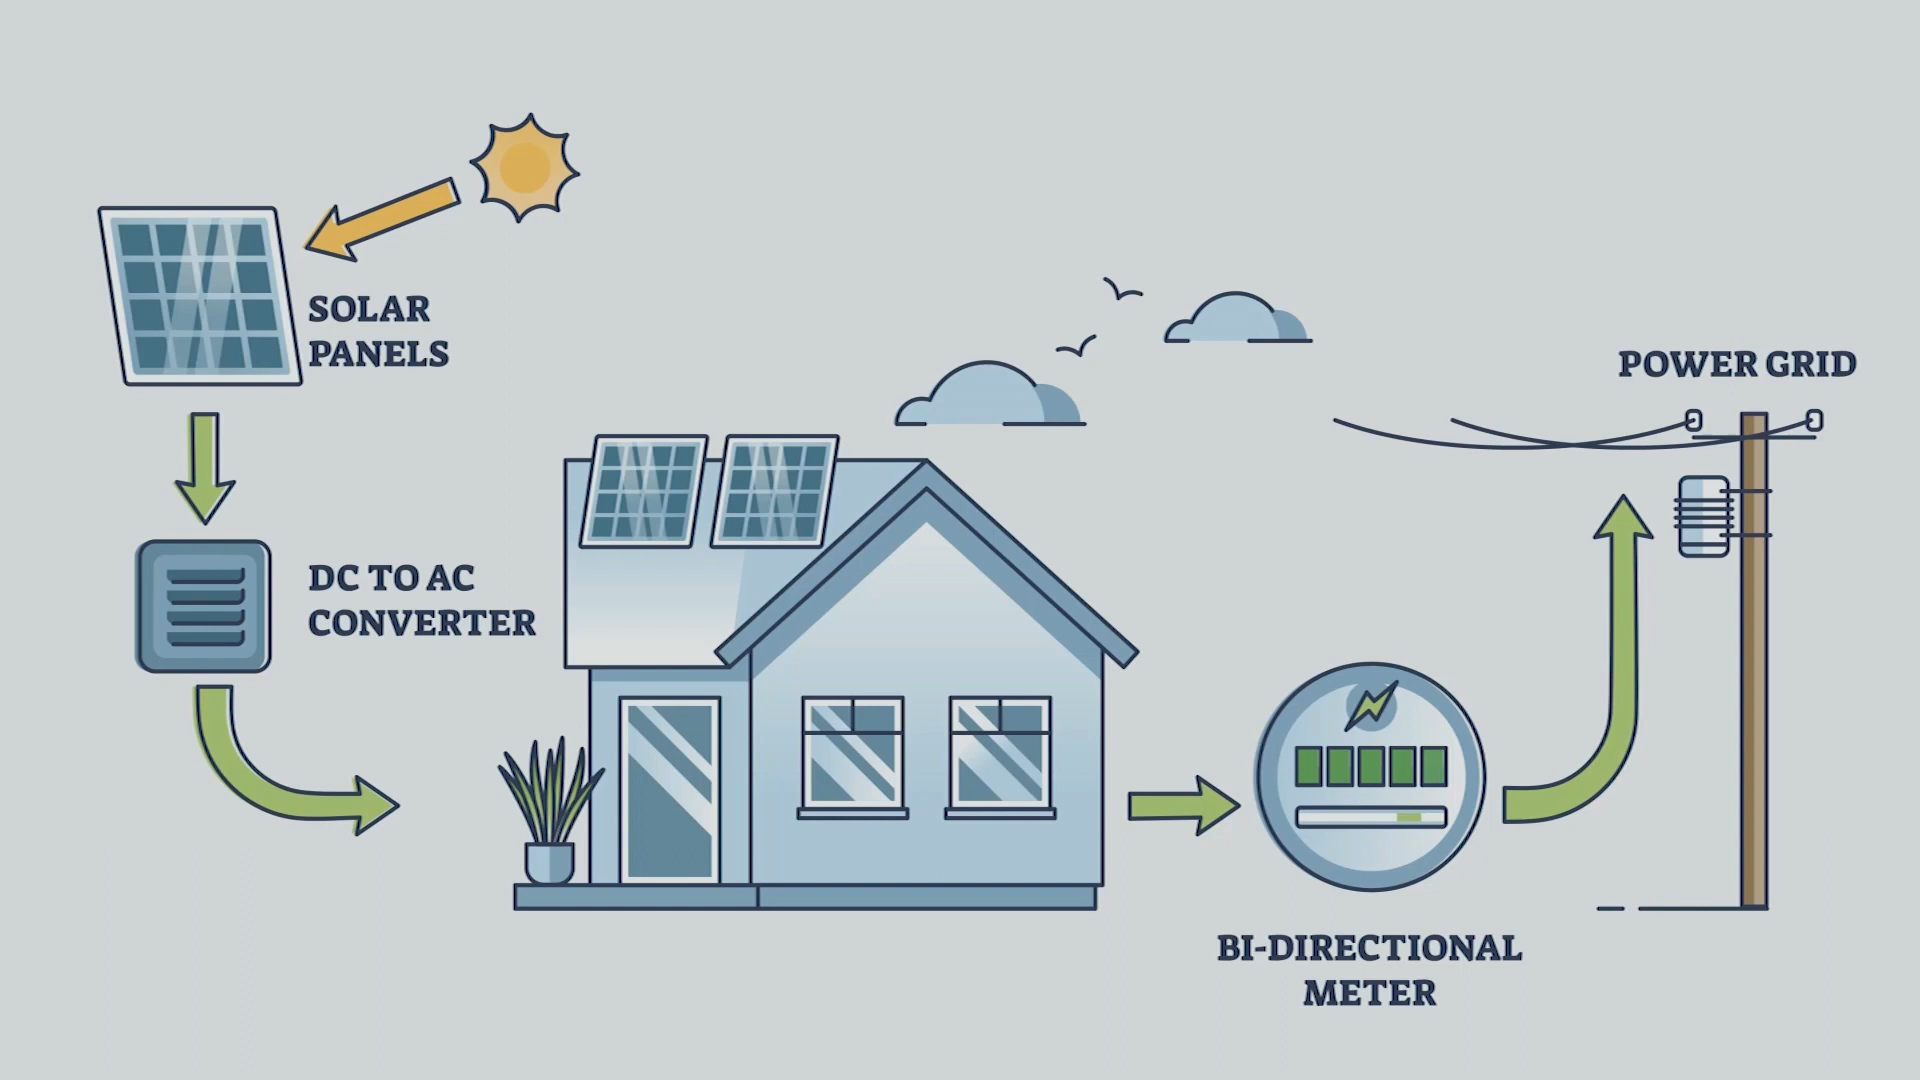 SOLAR
PANELS
DC TO AC
CONVERTER
POWER GRID
BI-DIRECTIONAL
METER